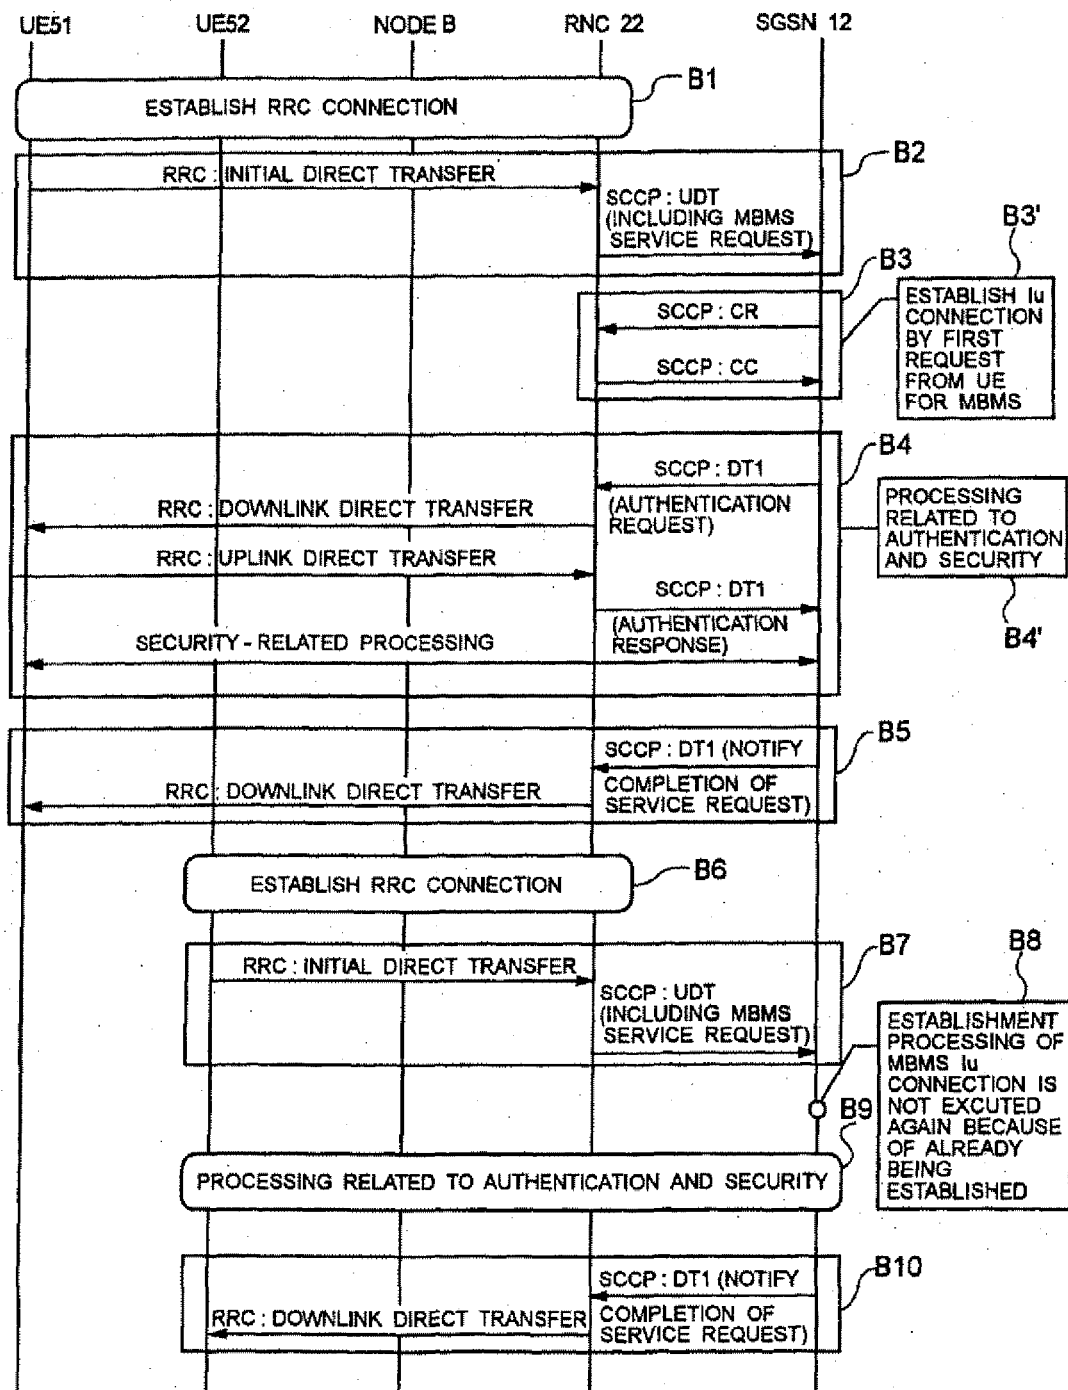 UE51 UE52 NODE B RNC 22 SGSN 12
B1
ESTABLISH RRC CONNECTION
B2
RRC : INITIAL DIRECT TRANSFER
SCCP : UDT
(INCLUDING MBMS
SERVICE REQUEST)
B3'
B3
SCCP : CR
SCCP : CC
ESTABLISH Iu
CONNECTION
BY FIRST
REQUEST
FROM UE
FOR MBMS
B4
SCCP : DT1
(AUTHENTICATION
REQUEST)
RRC : DOWNLINK DIRECT TRANSFER
RRC : UPLINK DIRECT TRANSFER
SCCP : DT1
(AUTHENTICATION
RESPONSE)
SECURITY - RELATED PROCESSING
PROCESSING
RELATED TO
AUTHENTICATION
AND SECURITY
B4'
B5
SCCP : DT1 (NOTIFY
COMPLETION OF
SERVICE REQUEST)
RRC : DOWNLINK DIRECT TRANSFER
B6
ESTABLISH RRC CONNECTION
B7
RRC : INITIAL DIRECT TRANSFER
SCCP : UDT
(INCLUDING MBMS
SERVICE REQUEST)
B8
ESTABLISHMENT
PROCESSING OF
MBMS Iu
CONNECTION IS
NOT EXCUTED
AGAIN BECAUSE
OF ALREADY
BEING
ESTABLISHED
B9
PROCESSING RELATED TO AUTHENTICATION AND SECURITY
B10
SCCP : DT1 (NOTIFY
COMPLETION OF
SERVICE REQUEST)
RRC : DOWNLINK DIRECT TRANSFER